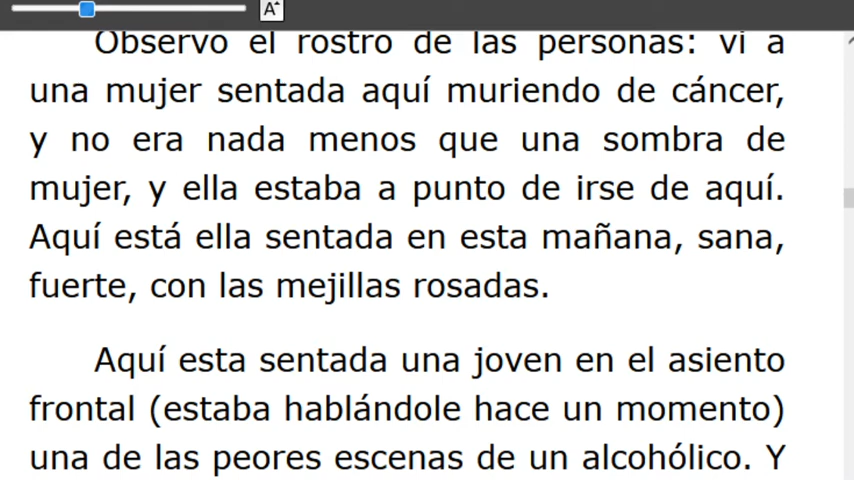 A
Observo el rostro de las personas: vi a
una mujer sentada aquí muriendo de cáncer,
y no era nada menos que una sombra de
mujer, y ella estaba a punto de irse de aquí.
Aquí está ella sentada en esta mañana, sana,
fuerte, con las mejillas rosadas.
Aquí esta sentada una joven en el asiento
frontal (estaba hablándole hace un momento)
una de las peores escenas de un alcohólico. Y